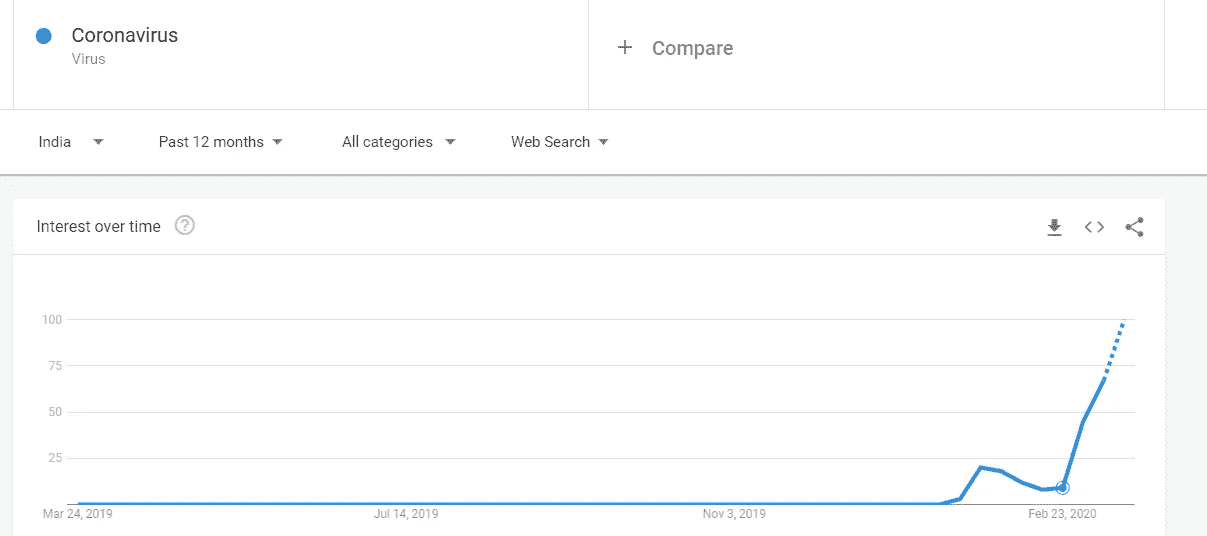 Coronavirus
Virus
+ Compare
India Past 12 months All categories Web Search
Interest over time ?
100
75
50
25
Mar 24, 2019 Jul 14, 2019 Nov 3, 2019 Feb 23, 2020